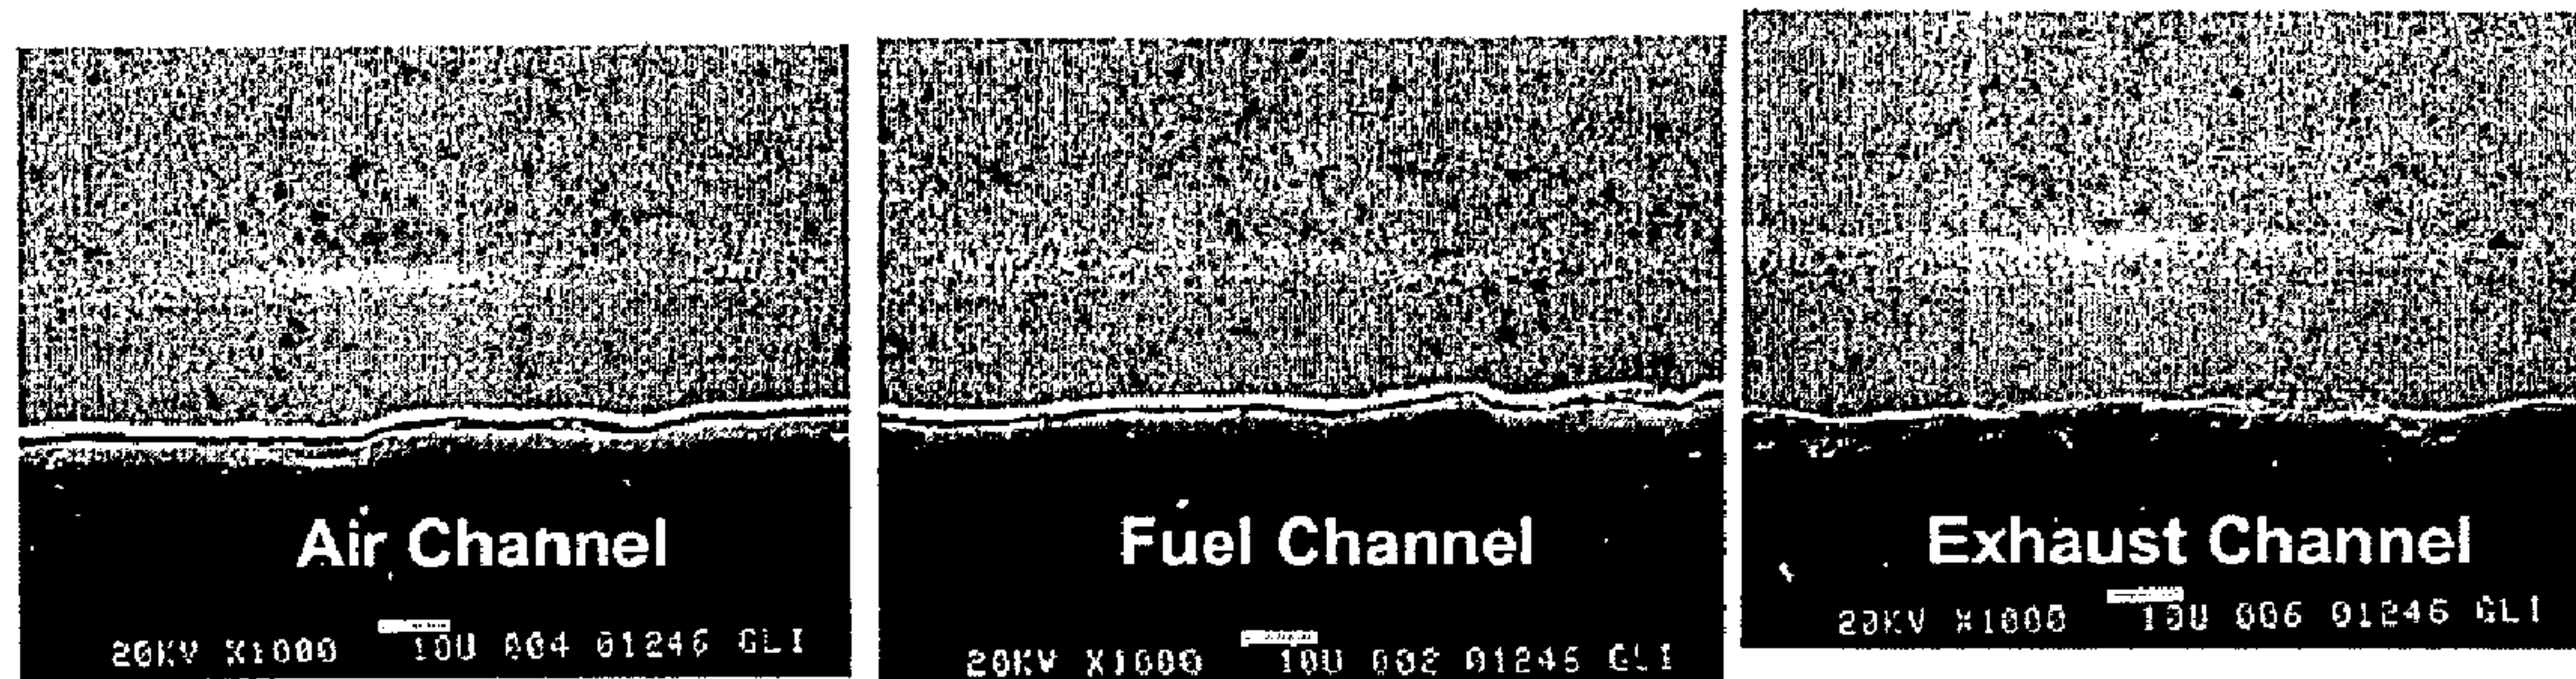 Air Channel
20KV X1000 10U 004 01246 GLI
Fuel Channel
20KV X1000 10U 002 01246 GLI
Exhaust Channel
20KV X1000 10U 006 01246 GLI